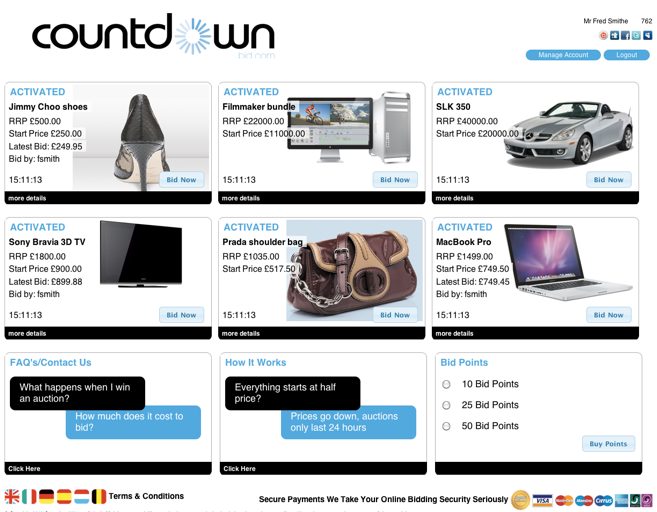 countdown
bid.com
Mr Fred Smithe 762
Manage Account Logout
ACTIVATED
Jimmy Choo shoes
RRP £500.00
Start Price £250.00
Latest Bid: £249.95
Bid by: fsmith
15:11:13
Bid Now
more details
ACTIVATED
Filmmaker bundle
RRP £22000.00
Start Price £11000.00
15:11:13
Bid Now
more details
ACTIVATED
SLK 350
RRP £40000.00
Start Price £20000.00
15:11:13
Bid Now
more details
ACTIVATED
Sony Bravia 3D TV
RRP £1800.00
Start Price £900.00
Latest Bid: £899.88
Bid by: fsmith
15:11:13
Bid Now
more details
ACTIVATED
Prada shoulder bag
RRP £1035.00
Start Price £517.50
15:11:13
Bid Now
more details
ACTIVATED
MacBook Pro
RRP £1499.00
Start Price £749.50
Latest Bid: £749.45
Bid by: fsmith
15:11:13
Bid Now
more details
FAQ's/Contact Us
What happens when I win
an auction?
How much does it cost to
bid?
Click Here
How It Works
Everything starts at half
price?
Prices go down, auctions
only last 24 hours
Click Here
Bid Points
10 Bid Points
25 Bid Points
50 Bid Points
Buy Points
Terms & Conditions
Secure Payments We Take Your Online Bidding Security Seriously
VISA
MasterCard
Maestro
Cirrus